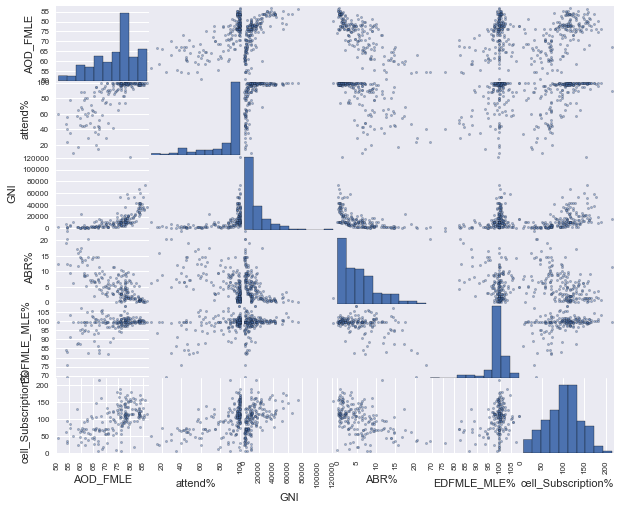 AOD_FMLE
85
80
75
70
65
60
55
50
attend%
100
80
60
40
20
GNI
120000
100000
80000
60000
40000
20000
0
ABR%
20
15
10
5
0
EDFMLE_MLE%
105
100
95
90
85
80
75
70
cell_Subscription%
200
150
100
50
0
50 55 60 65 70 75 80 85
20 40 60 80 100
0 20000 40000 60000 80000 100000 120000
0 5 10 15 20
70 75 80 85 90 95 100 105
0 50 100 150 200
AOD_FMLE attend% GNI ABR% EDFMLE_MLE% cell_Subscription%